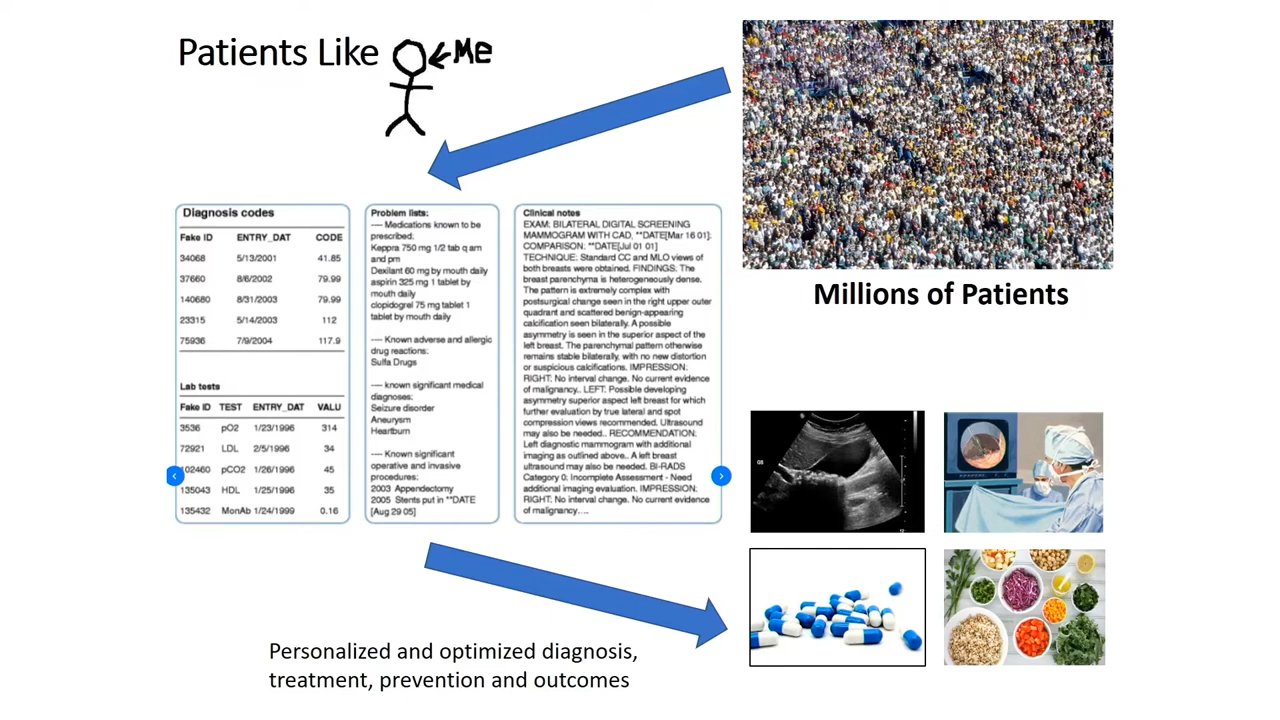 Patients Like
Me
Diagnosis codes
Fake ID ENTRY_DAT CODE
34068 5/13/2001 41.85
37660 8/6/2002 79.99
140680 8/31/2003 79.99
23315 5/14/2003 112
75936 7/9/2004 117.9
Lab tests
Fake ID TEST ENTRY_DAT VALU
3536 pO2 1/23/1996 314
72921 LDL 2/5/1996 34
102460 pCO2 1/26/1996 45
135043 HDL 1/25/1996 35
135432 MonAb 1/24/1999 0.16
Problem lists:
---- Medications known to be
prescribed:
Keppra 750 mg 1/2 tab q am
and pm
Dexilant 60 mg by mouth daily
aspirin 325 mg 1 tablet by
mouth daily
clopidogrel 75 mg tablet 1
tablet by mouth daily
---- Known adverse and allergic
drug reactions:
Sulfa Drugs
---- known significant medical
diagnoses:
Seizure disorder
Aneurysm
Heartburn
---- Known significant
operative and invasive
procedures:
2003 Appendectomy
2005 Stents put in **DATE
[Aug 29 05]
Clinical notes
EXAM: BILATERAL DIGITAL SCREENING
MAMMOGRAM WITH CAD, **DATE[Mar 16 01]:
COMPARISON: **DATE[Jul 01 01]
TECHNIQUE: Standard CC and MLO views of
both breasts were obtained. FINDINGS: The
breast parenchyma is heterogeneously dense.
The pattern is extremely complex with
postsurgical change seen in the right upper outer
quadrant and scattered benign-appearing
calcification seen bilaterally. A possible
asymmetry is seen in the superior aspect of the
left breast. The parenchymal pattern otherwise
remains stable bilaterally, with no new distortion
or suspicious calcifications. IMPRESSION:
RIGHT: No interval change. No current evidence
of malignancy.. LEFT: Possible developing
asymmetry superior aspect left breast for which
further evaluation by true lateral and spot
compression views recommended. Ultrasound
may also be needed.. RECOMMENDATION:
Left diagnostic mammogram with additional
imaging as outlined above.. A left breast
ultrasound may also be needed. BI-RADS
Category 0: Incomplete Assessment - Need
additional imaging evaluation. IMPRESSION:
RIGHT: No interval change. No current evidence
of malignancy....
Millions of Patients
Personalized and optimized diagnosis,
treatment, prevention and outcomes